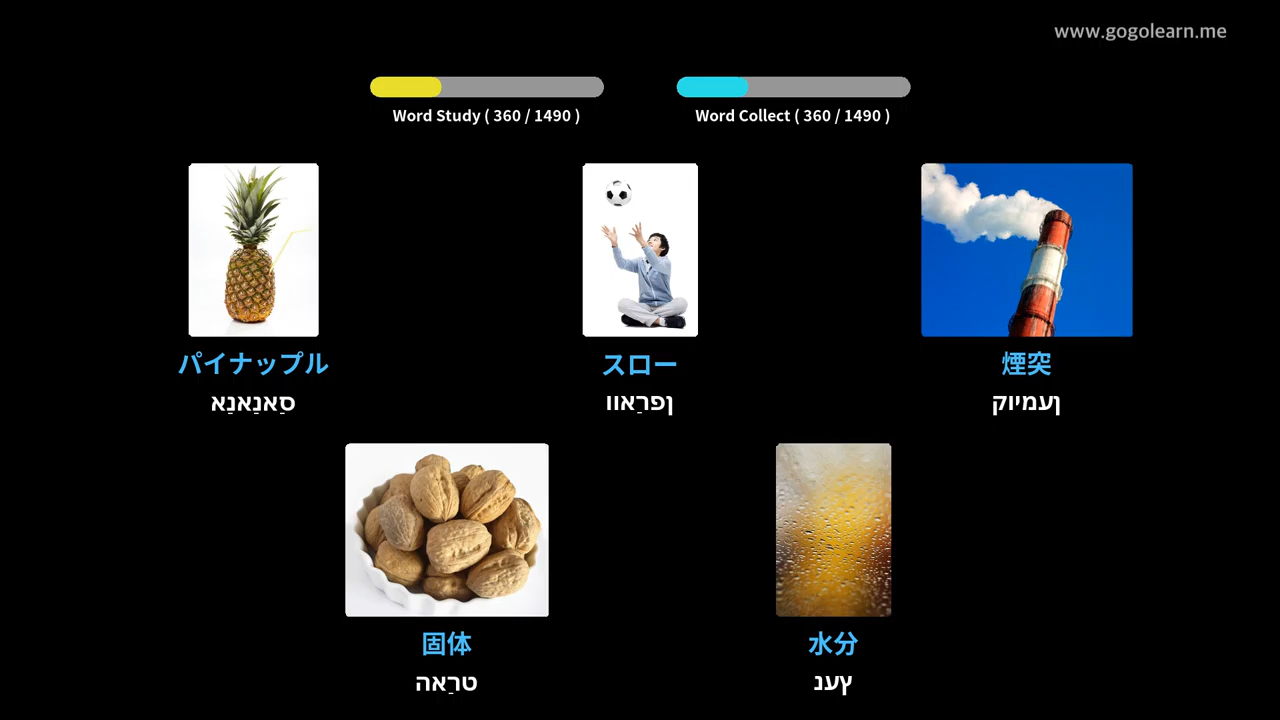 www.gogolearn.me
Word Study ( 360 / 1490 )
Word Collect ( 360 / 1490 )
パイナップル
סַאנַאנַא
スロー
ןפרַאוו
煙突
ןעמיוק
固体
טרַאה
水分
ץענ